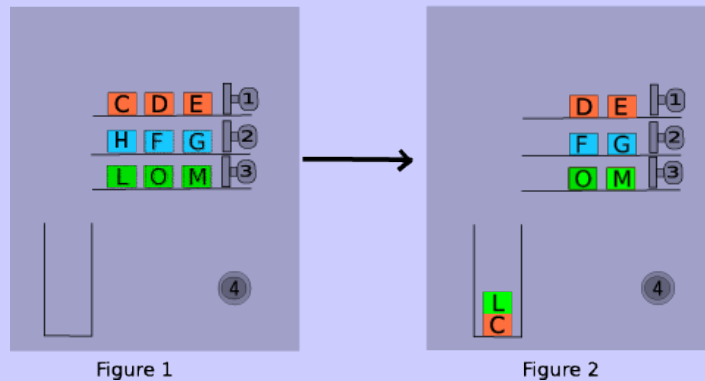 C D E 1
H F G 2
L O M 3
4
Figure 1
D E 1
F G 2
O M 3
L
C
4
Figure 2